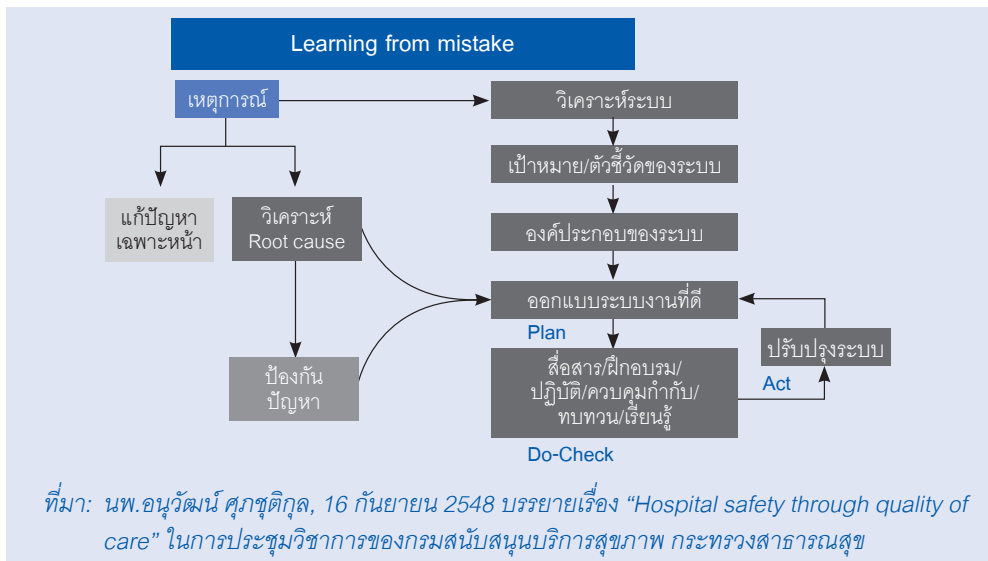 Learning from mistake
เหตุการณ์
วิเคราะห์ระบบ
เป้าหมาย/ตัวชี้วัดของระบบ
แก้ปัญหา
เฉพาะหน้า
วิเคราะห์
Root cause
องค์ประกอบของระบบ
ออกแบบระบบงานที่ดี
Plan
ปรับปรุงระบบ
ป้องกัน
ปัญหา
สื่อสาร/ฝึกอบรม/
ปฏิบัติ/ควบคุมกำกับ/
ทบทวน/เรียนรู้
Act
Do-Check
ที่มา: นพ.อนุวัฒน์ ศุภชุติกุล, 16 กันยายน 2548 บรรยายเรื่อง “Hospital safety through quality of
care” ในการประชุมวิชาการของกรมสนับสนุนบริการสุขภาพ กระทรวงสาธารณสุข